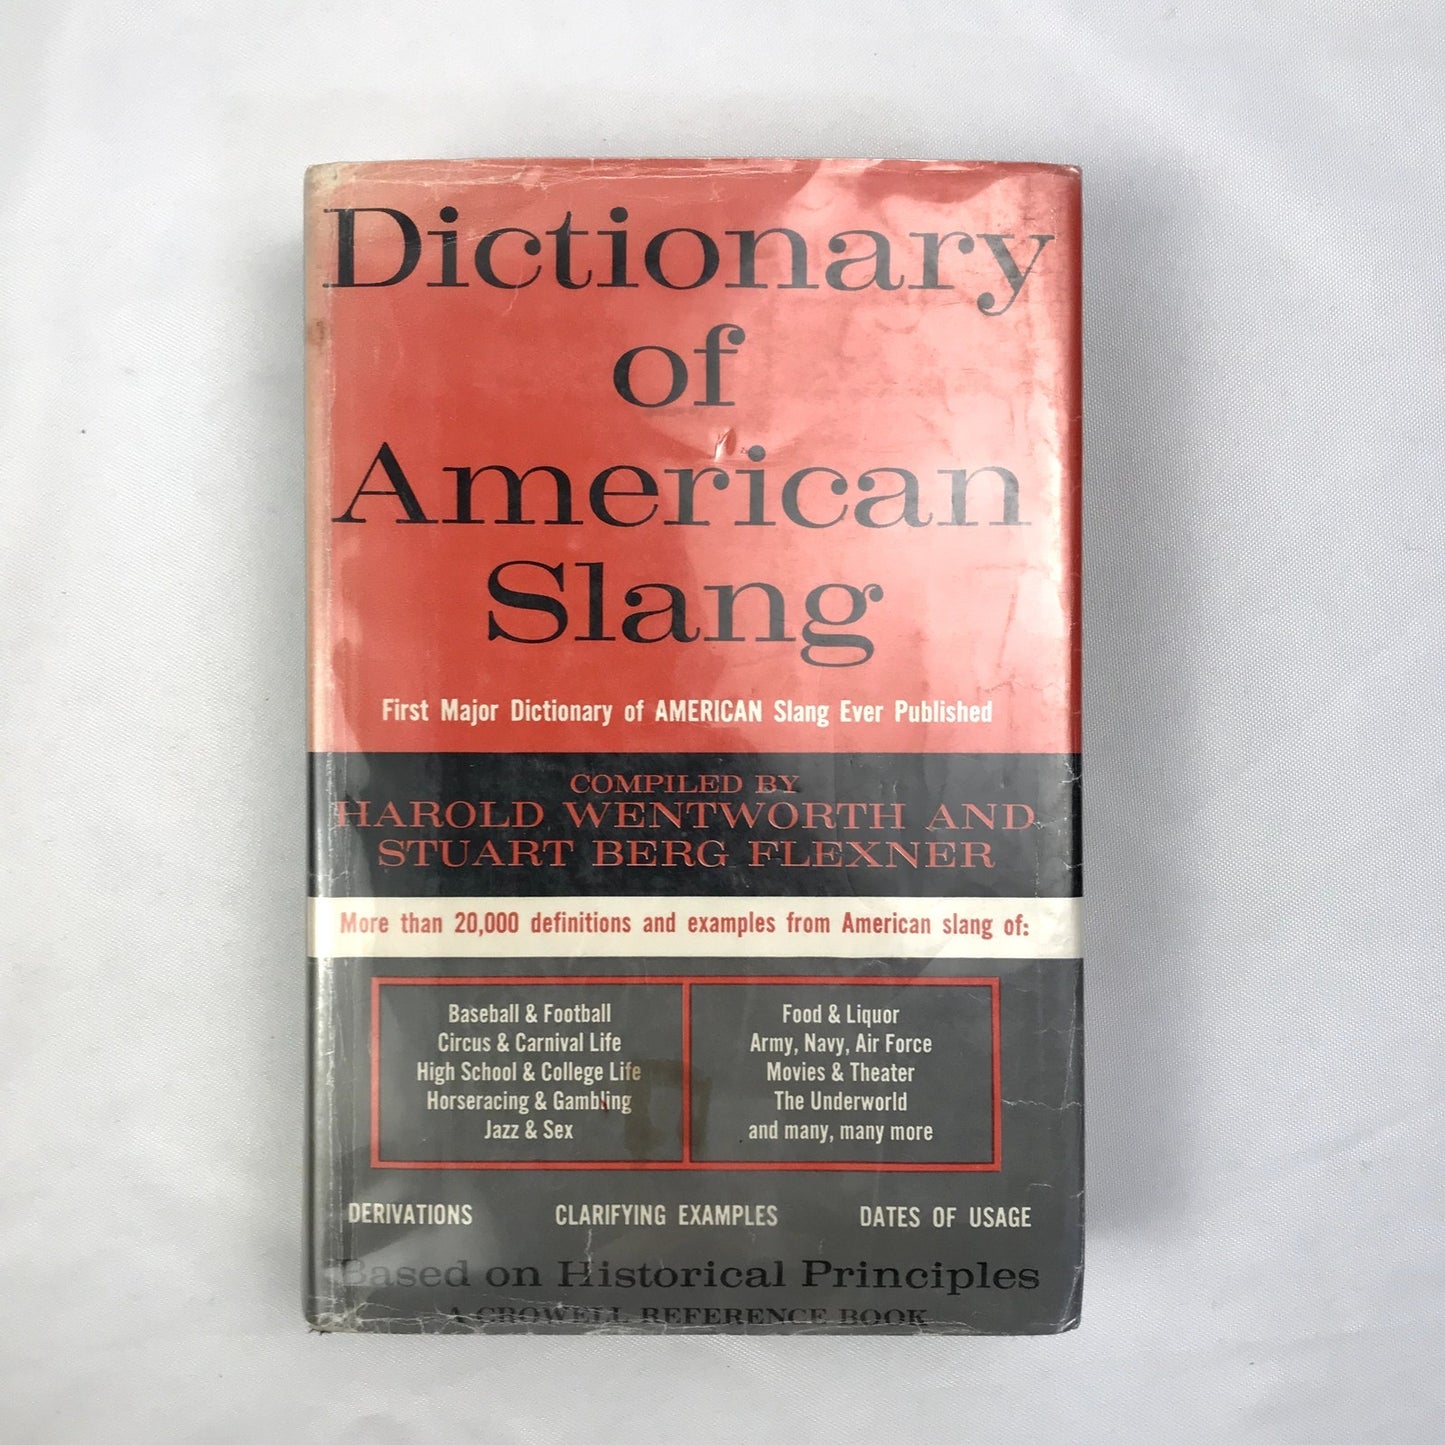 Dictionary
of
American
Slang
First Major Dictionary of AMERICAN Slang Ever Published
COMPILED BY
HAROLD WENTWORTH AND
STUART BERG FLEXNER
More than 20,000 definitions and examples from American slang of:
Baseball & Football
Circus & Carnival Life
High School & College Life
Horseracing & Gambling
Jazz & Sex
Food & Liquor
Army, Navy, Air Force
Movies & Theater
The Underworld
and many, many more
DERIVATIONS CLARIFYING EXAMPLES DATES OF USAGE
Based on Historical Principles
A CROWELL REFERENCE BOOK